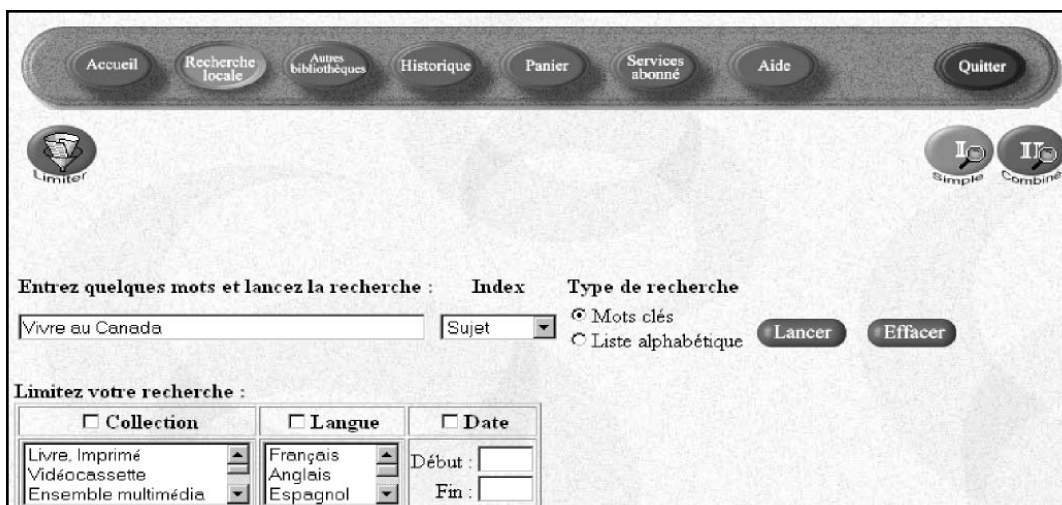 Accueil
Recherche
locale
Autres
bibliothèques
Historique
Panier
Services
abonné
Aide
Quitter
Limiter
I
Simple
II
Combiné
Entrez quelques mots et lancez la recherche :
Index
Type de recherche
Vivre au Canada
Sujet
Mots clés
Liste alphabétique
Lancer
Effacer
Limitez votre recherche :
Collection
Langue
Date
Livre, Imprimé
Vidéocassette
Ensemble multimédia
Français
Anglais
Espagnol
Début :
Fin :